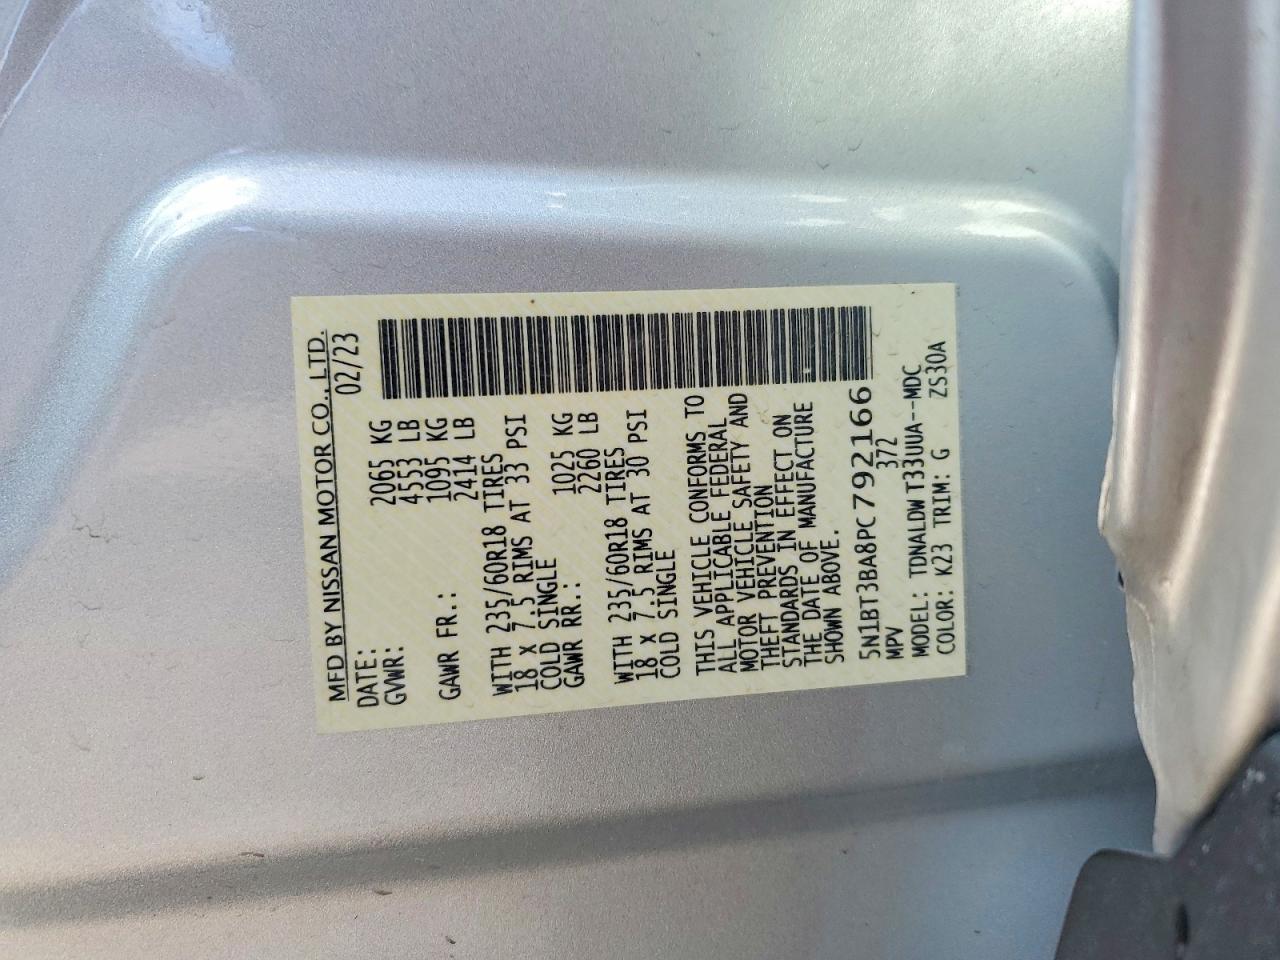 MFD BY NISSAN MOTOR CO., LTD.
DATE: 02/23
GVWR: 2065 KG
4553 LB
GAWR FR.: 1095 KG
2414 LB
WITH 235/60R18 TIRES
18 X 7.5 RIMS AT 33 PSI
COLD SINGLE
GAWR RR.: 1025 KG
2260 LB
WITH 235/60R18 TIRES
18 X 7.5 RIMS AT 30 PSI
COLD SINGLE
THIS VEHICLE CONFORMS TO
ALL APPLICABLE FEDERAL
MOTOR VEHICLE SAFETY AND
THEFT PREVENTION
STANDARDS IN EFFECT ON
THE DATE OF MANUFACTURE
SHOWN ABOVE.
5N1BT3BA8PC792166
MPV 372
MODEL: TDNALDW T33UUA--MDC
COLOR: K23 TRIM: G ZS30A